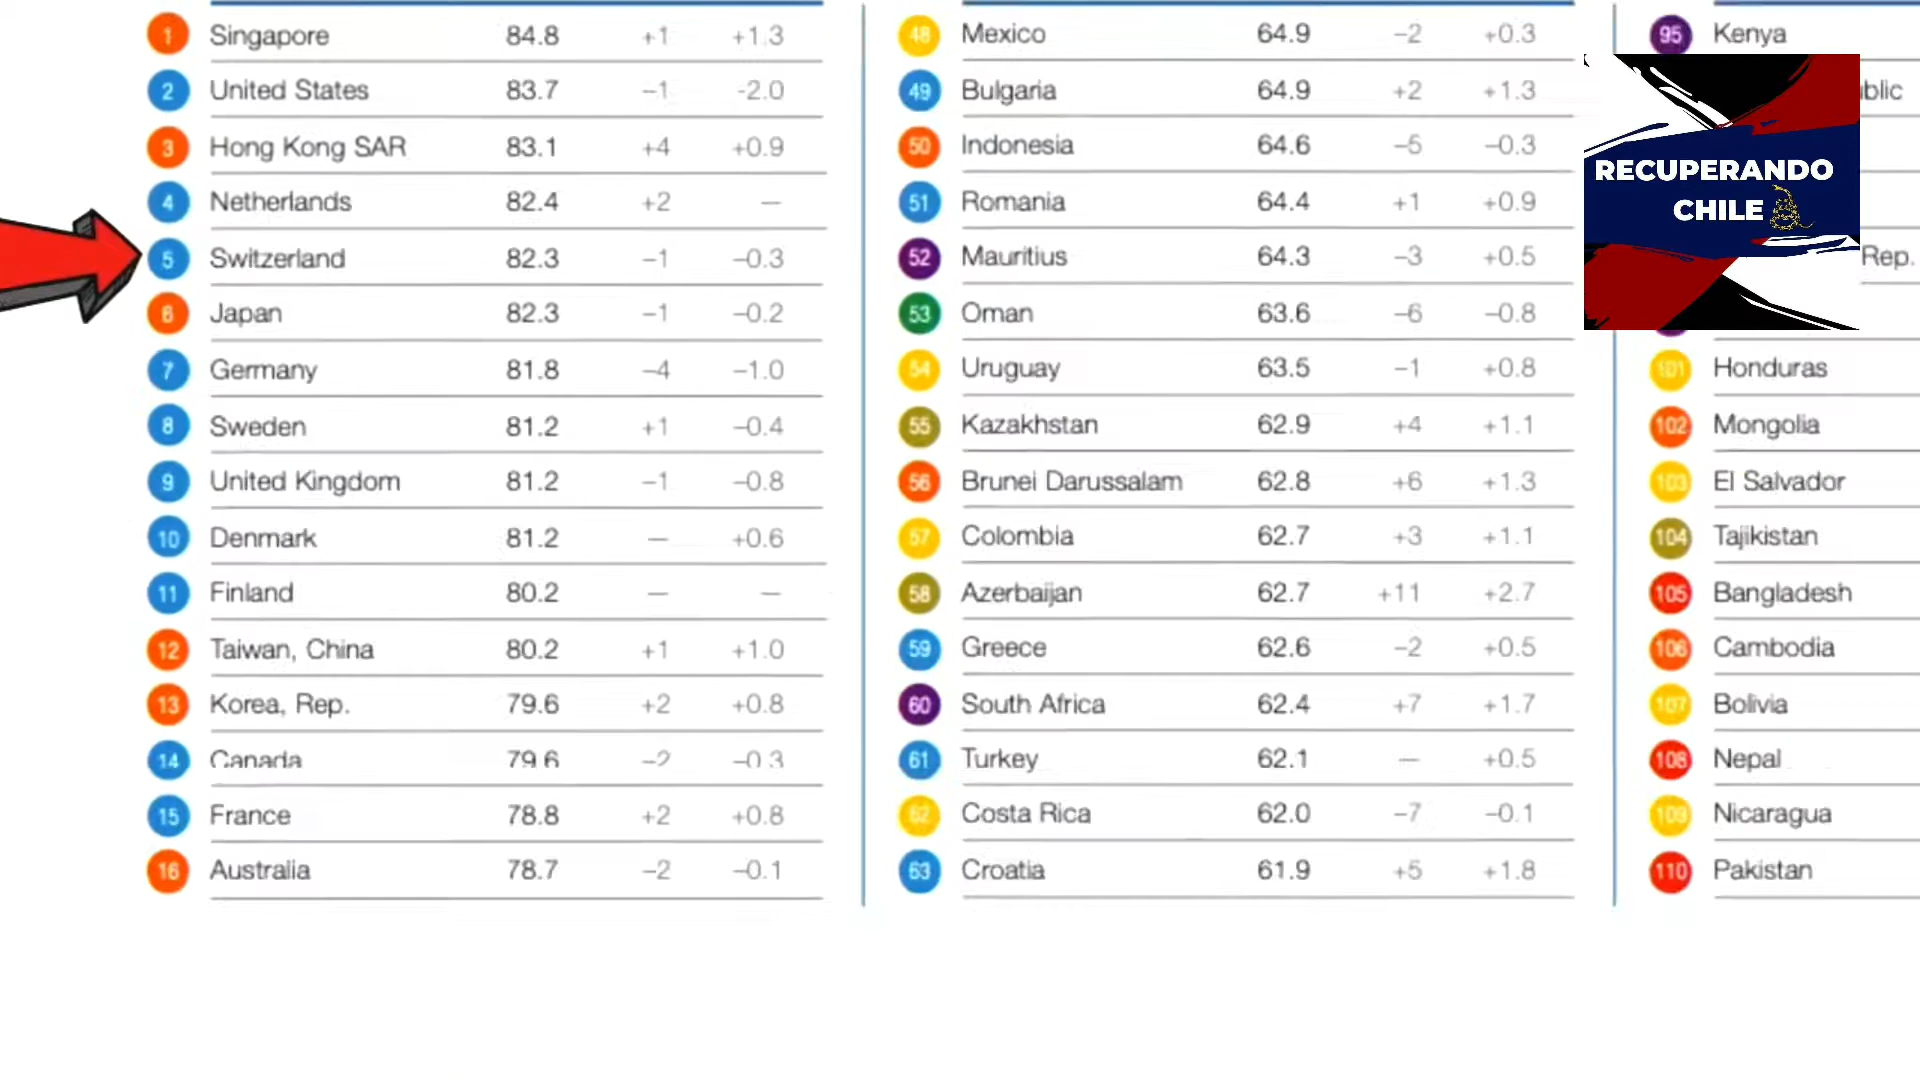 1 Singapore 84.8 +1 +1.3
2 United States 83.7 –1 -2.0
3 Hong Kong SAR 83.1 +4 +0.9
4 Netherlands 82.4 +2 —
5 Switzerland 82.3 –1 –0.3
6 Japan 82.3 –1 –0.2
7 Germany 81.8 –4 –1.0
8 Sweden 81.2 +1 –0.4
9 United Kingdom 81.2 –1 –0.8
10 Denmark 81.2 — +0.6
11 Finland 80.2 — —
12 Taiwan, China 80.2 +1 +1.0
13 Korea, Rep. 79.6 +2 +0.8
14 Canada 79.6 –2 –0.3
15 France 78.8 +2 +0.8
16 Australia 78.7 –2 –0.1
48 Mexico 64.9 –2 +0.3
49 Bulgaria 64.9 +2 +1.3
50 Indonesia 64.6 –5 –0.3
51 Romania 64.4 +1 +0.9
52 Mauritius 64.3 –3 +0.5
53 Oman 63.6 –6 –0.8
54 Uruguay 63.5 –1 +0.8
55 Kazakhstan 62.9 +4 +1.1
56 Brunei Darussalam 62.8 +6 +1.3
57 Colombia 62.7 +3 +1.1
58 Azerbaijan 62.7 +11 +2.7
59 Greece 62.6 –2 +0.5
60 South Africa 62.4 +7 +1.7
61 Turkey 62.1 — +0.5
62 Costa Rica 62.0 –7 –0.1
63 Croatia 61.9 +5 +1.8
95 Kenya
blic
Rep.
101 Honduras
102 Mongolia
103 El Salvador
104 Tajikistan
105 Bangladesh
106 Cambodia
107 Bolivia
108 Nepal
109 Nicaragua
110 Pakistan
RECUPERANDO
CHILE